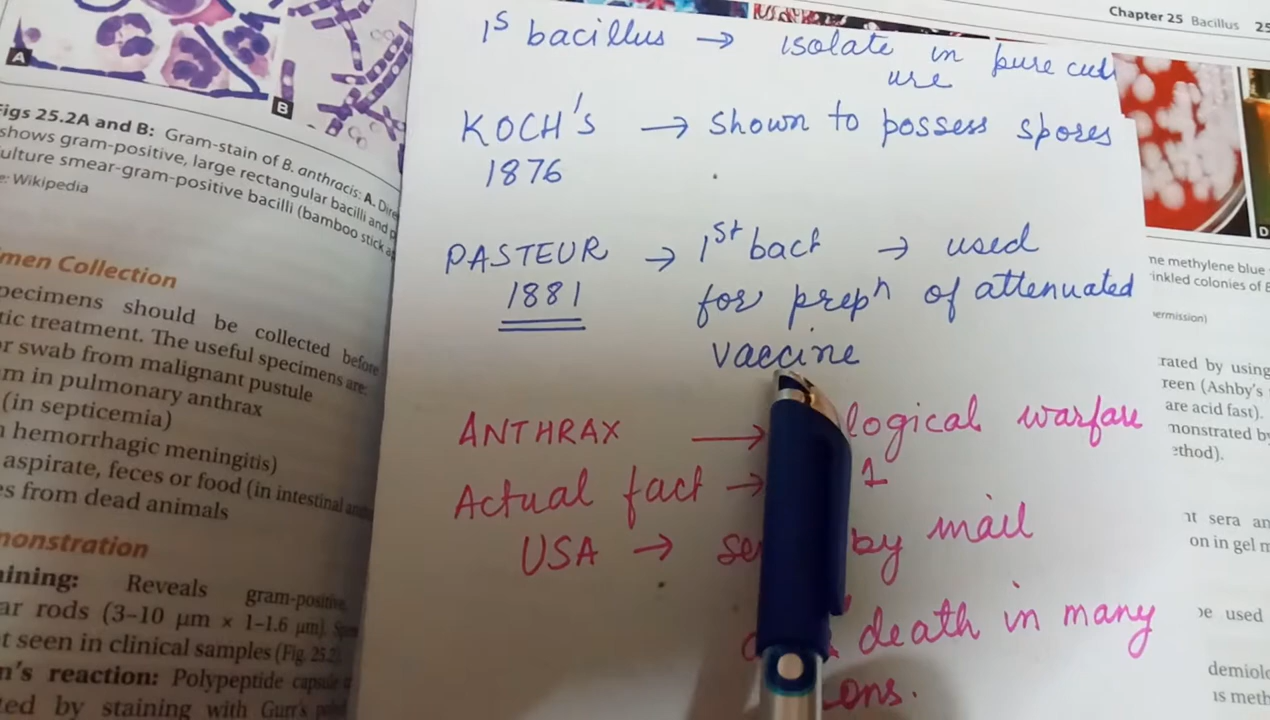 Chapter 25 Bacillus 25
A
B
Figs 25.2A and B: Gram-stain of B. anthracis: A. Dire
shows gram-positive, large rectangular bacilli and p
culture smear-gram-positive bacilli (bamboo stick a
e: Wikipedia
men Collection
pecimens should be collected before
tic treatment. The useful specimens are:
or swab from malignant pustule
m in pulmonary anthrax
(in septicemia)
n hemorrhagic meningitis)
aspirate, feces or food (in intestinal
es from dead animals
monstration
ining: Reveals gram-positive,
ar rods (3–10 µm × 1–1.6 µm).
t seen in clinical samples (Fig. 25.2
n's reaction: Polypeptide capsule
ted by staining with
1s bacillus → isolate in pure cult
ure
KOCH's → shown to possess spores
1876
PASTEUR → 1st bact → used
1881 for preph of attenuated
vaccine
ANTHRAX → logical warfare
Actual fact → 1
USA → se by mail
death in many
ons.
D
ne methylene blue
inkled colonies of B
ermission)
rated by using
reen (Ashby's
are acid fast).
monstrated by
ethod).
nt sera an
on in gel m
be used
demiolo
is meth